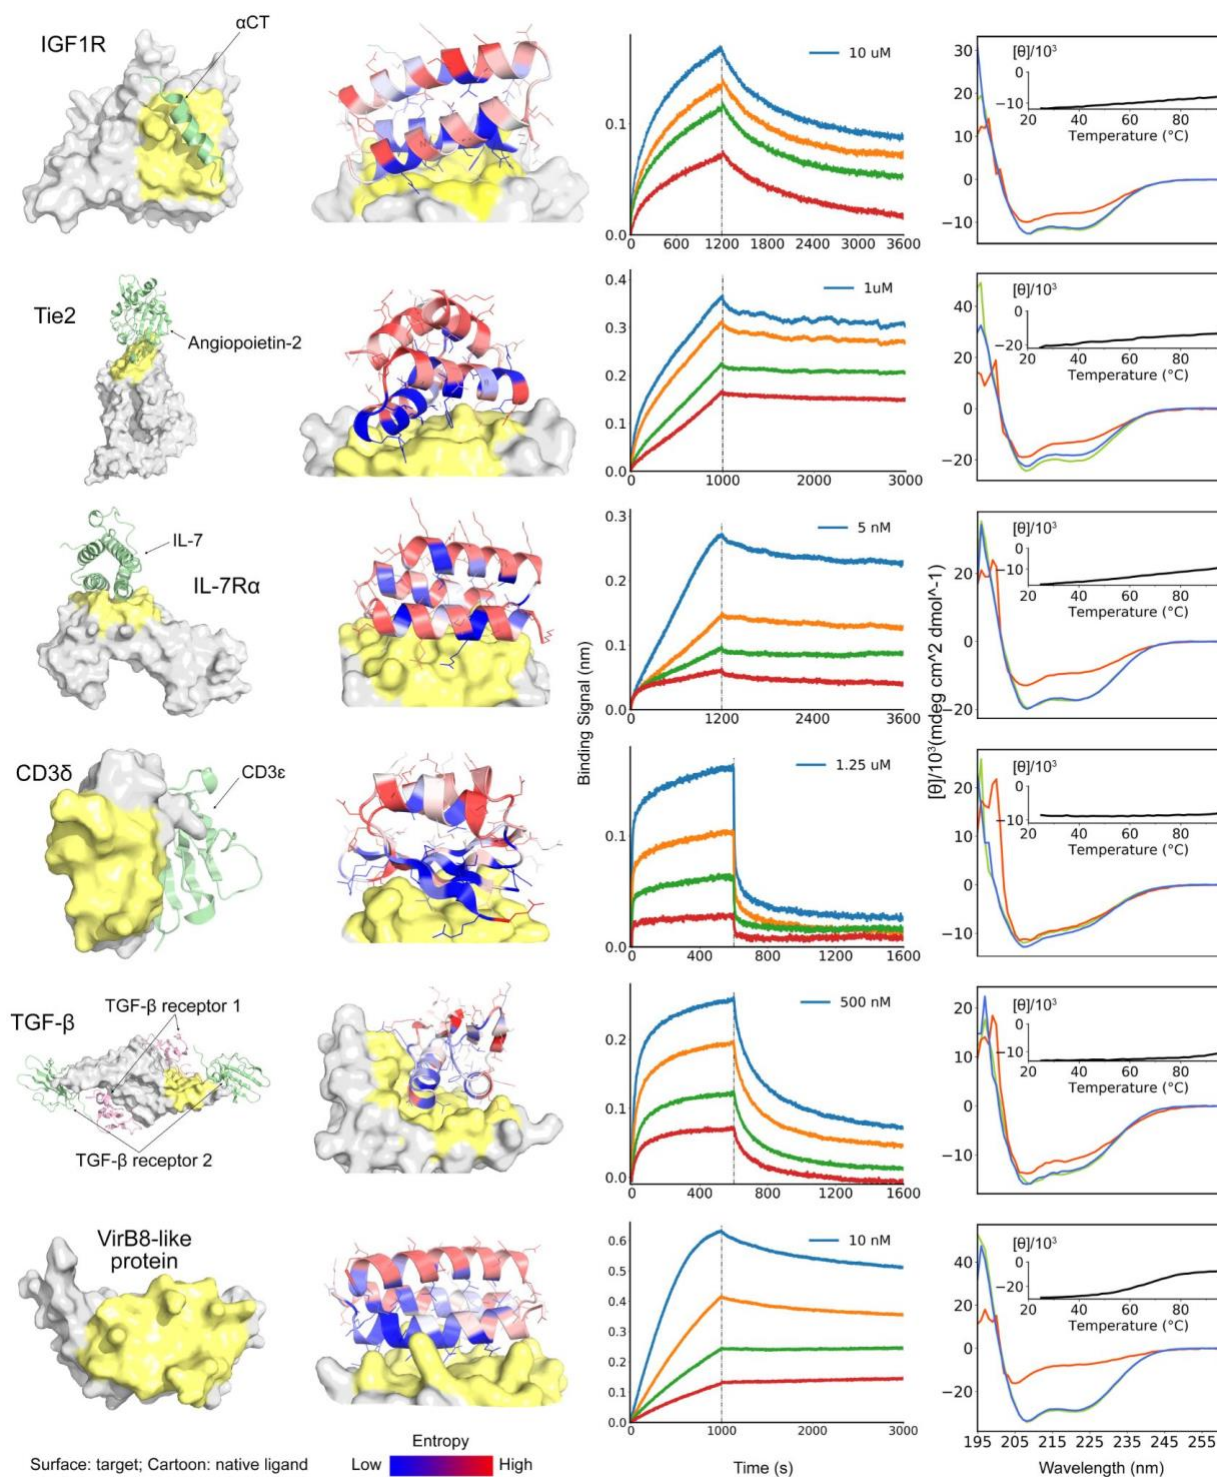 IGF1R
αCT
10 uM
0.1
0.0
0 600 1200 1800 2400 3000 3600
30
20
10
0
−10
[θ]/10³
0
−10
20 40 60 80
Temperature (°C)
Tie2
Angiopoietin-2
1uM
0.4
0.3
0.2
0.1
0.0
0 1000 2000 3000
40
20
0
−20
[θ]/10³
0
−20
20 40 60 80
Temperature (°C)
IL-7
IL-7Rα
5 nM
0.3
0.2
0.1
0.0
0 1200 2400 3600
20
0
−20
[θ]/10³
0
−10
20 40 60 80
Temperature (°C)
Binding Signal (nm)
[θ]/10³(mdeg cm^2 dmol^-1)
CD3δ
CD3ε
1.25 uM
0.1
0.0
0 400 800 1200 1600
20
10
0
−10
[θ]/10³
0
−10
20 40 60 80
Temperature (°C)
TGF-β
TGF-β receptor 1
TGF-β receptor 2
500 nM
0.2
0.1
0.0
0 400 800 1200 1600
20
10
0
−10
[θ]/10³
0
−10
20 40 60 80
Temperature (°C)
VirB8-like
protein
10 nM
0.6
0.5
0.4
0.3
0.2
0.1
0.0
0 1000 2000 3000
40
20
0
−20
[θ]/10³
0
−20
20 40 60 80
Temperature (°C)
195 205 215 225 235 245 255
Surface: target; Cartoon: native ligand
Entropy
Low High
Time (s)
Wavelength (nm)